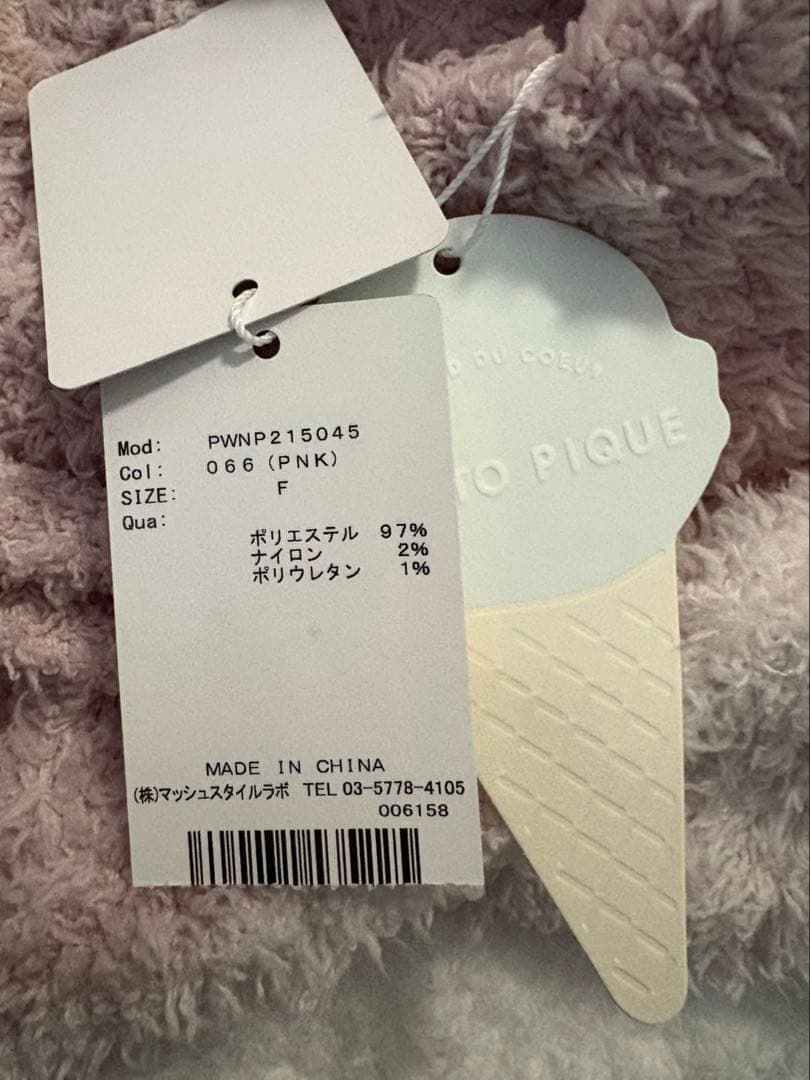 Mod: PWNP215045
Col: 066 (PNK)
SIZE: F
Qua:
ポリエステル 97%
ナイロン 2%
ポリウレタン 1%
MADE IN CHINA
(株)マッシュスタイルラボ TEL 03-5778-4105
006158
DU COEUR
PIQUE